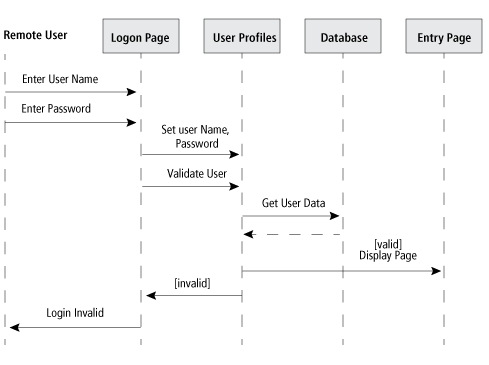 Remote User
Logon Page
User Profiles
Database
Entry Page
Enter User Name
Enter Password
Set user Name,
Password
Validate User
Get User Data
[valid]
Display Page
[invalid]
Login Invalid